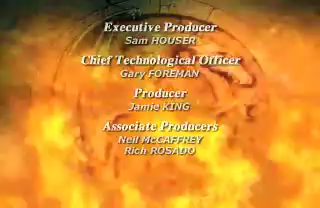 Executive Producer
Sam HOUSER
Chief Technological Officer
Gary FOREMAN
Producer
Jamie KING
Associate Producers
Neil McCAFFREY
Rich ROSADO